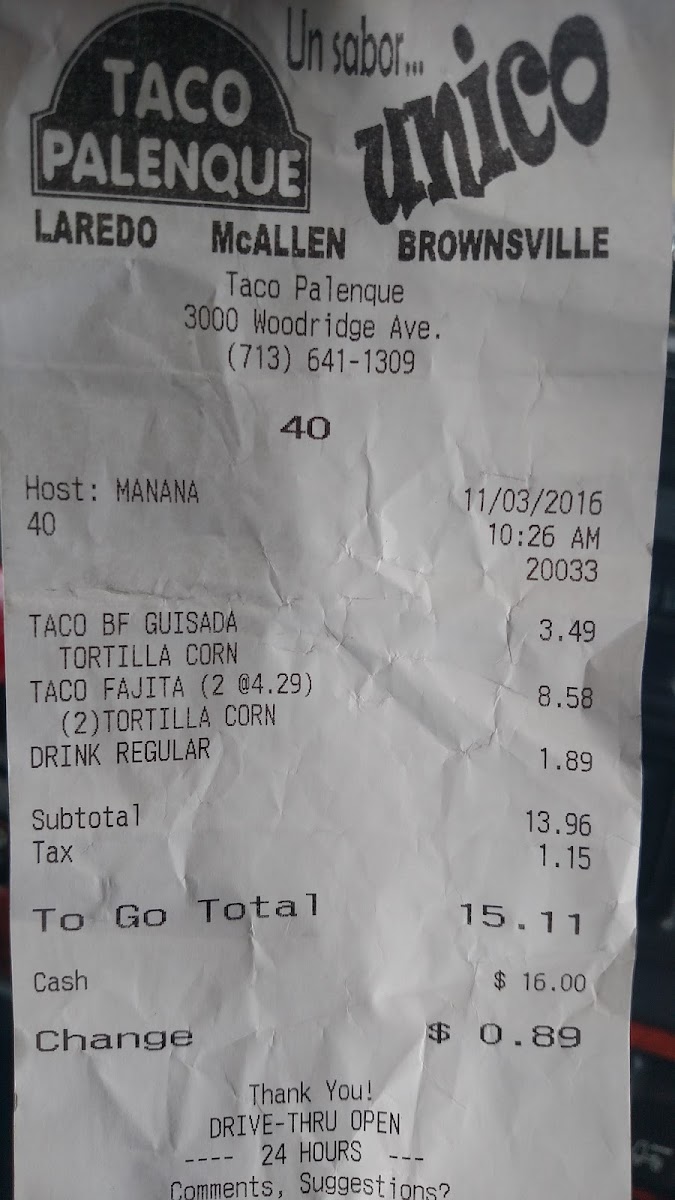 Un sabor...
TACO
PALENQUE
unico
LAREDO McALLEN BROWNSVILLE
Taco Palenque
3000 Woodridge Ave.
(713) 641-1309
40
Host: MANANA 11/03/2016
40 10:26 AM
20033
TACO BF GUISADA 3.49
TORTILLA CORN
TACO FAJITA (2 @4.29) 8.58
(2)TORTILLA CORN
DRINK REGULAR 1.89
Subtotal 13.96
Tax 1.15
To Go Total 15.11
Cash $ 16.00
Change $ 0.89
Thank You!
DRIVE-THRU OPEN
---- 24 HOURS ---
Comments, Suggestions?